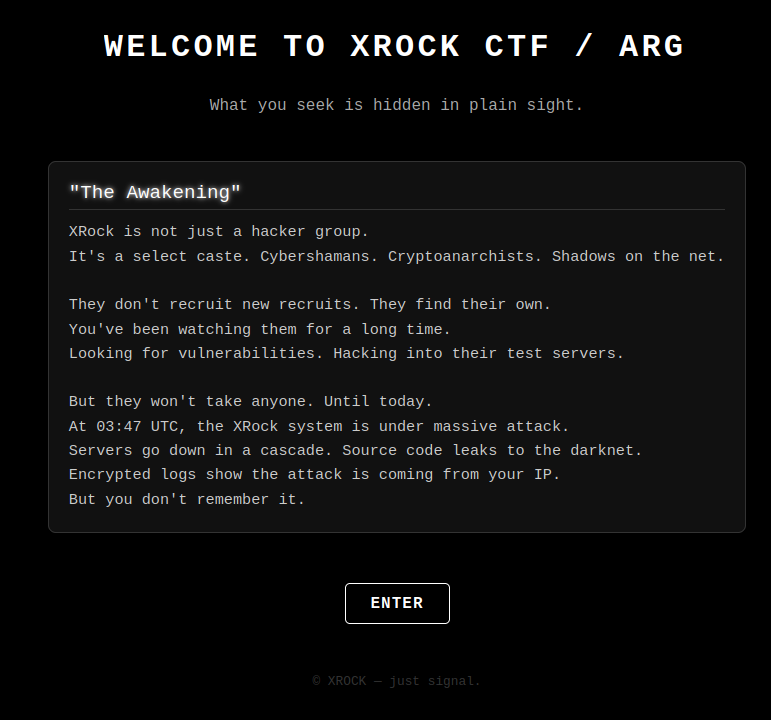 WELCOME TO XROCK CTF / ARG
What you seek is hidden in plain sight.
"The Awakening"
XRock is not just a hacker group.
It's a select caste. Cybershamans. Cryptoanarchists. Shadows on the net.
They don't recruit new recruits. They find their own.
You've been watching them for a long time.
Looking for vulnerabilities. Hacking into their test servers.
But they won't take anyone. Until today.
At 03:47 UTC, the XRock system is under massive attack.
Servers go down in a cascade. Source code leaks to the darknet.
Encrypted logs show the attack is coming from your IP.
But you don't remember it.
ENTER
© XROCK — just signal.